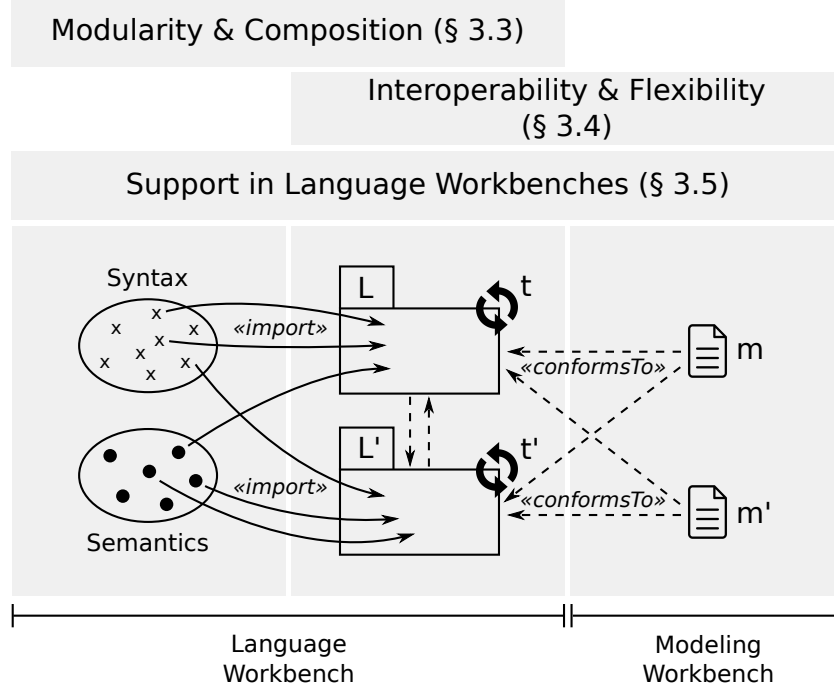 Modularity & Composition (§ 3.3)
Interoperability & Flexibility
(§ 3.4)
Support in Language Workbenches (§ 3.5)
Syntax
x
x
x
x
x
x
x
x
«import»
L
t
«conformsTo»
m
Semantics
«import»
L'
t'
«conformsTo»
m'
Language
Workbench
Modeling
Workbench